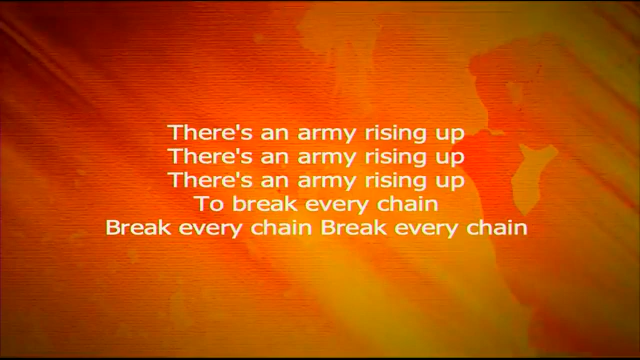 There's an army rising up
There's an army rising up
There's an army rising up
To break every chain
Break every chain Break every chain